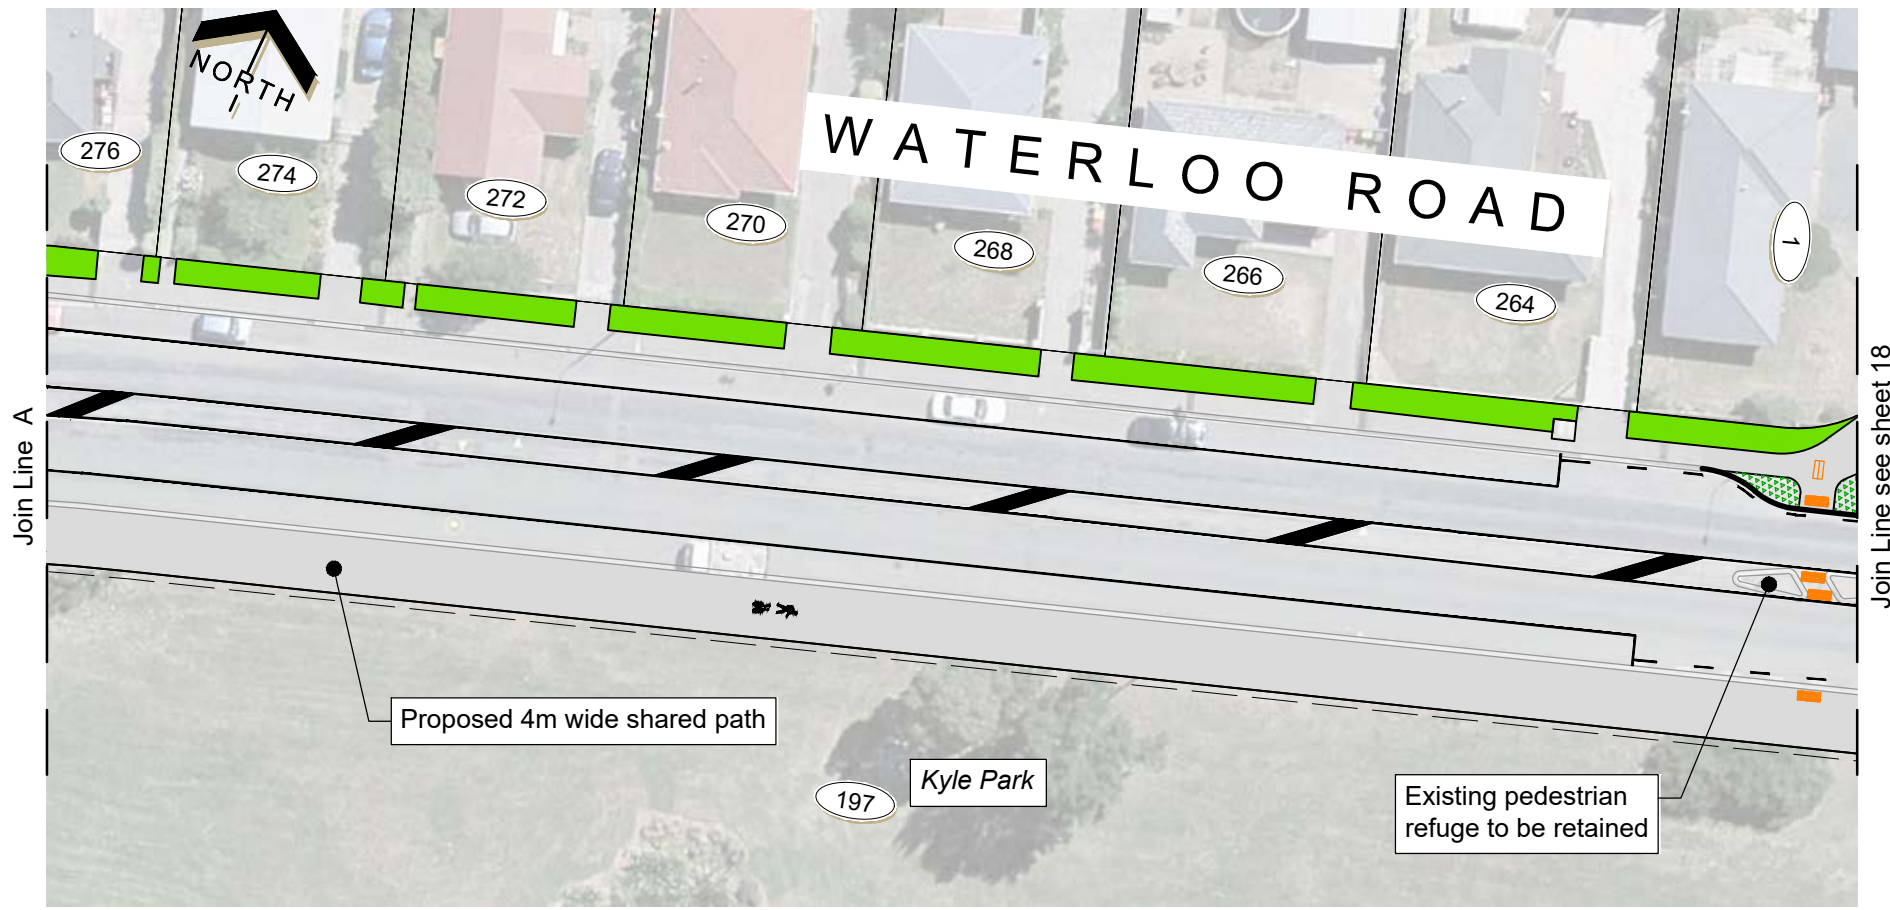 NORTH
WATERLOO ROAD
276
274
272
270
268
266
264
1
Join Line A
Join Line see sheet 18
Proposed 4m wide shared path
Kyle Park
197
Existing pedestrian
refuge to be retained